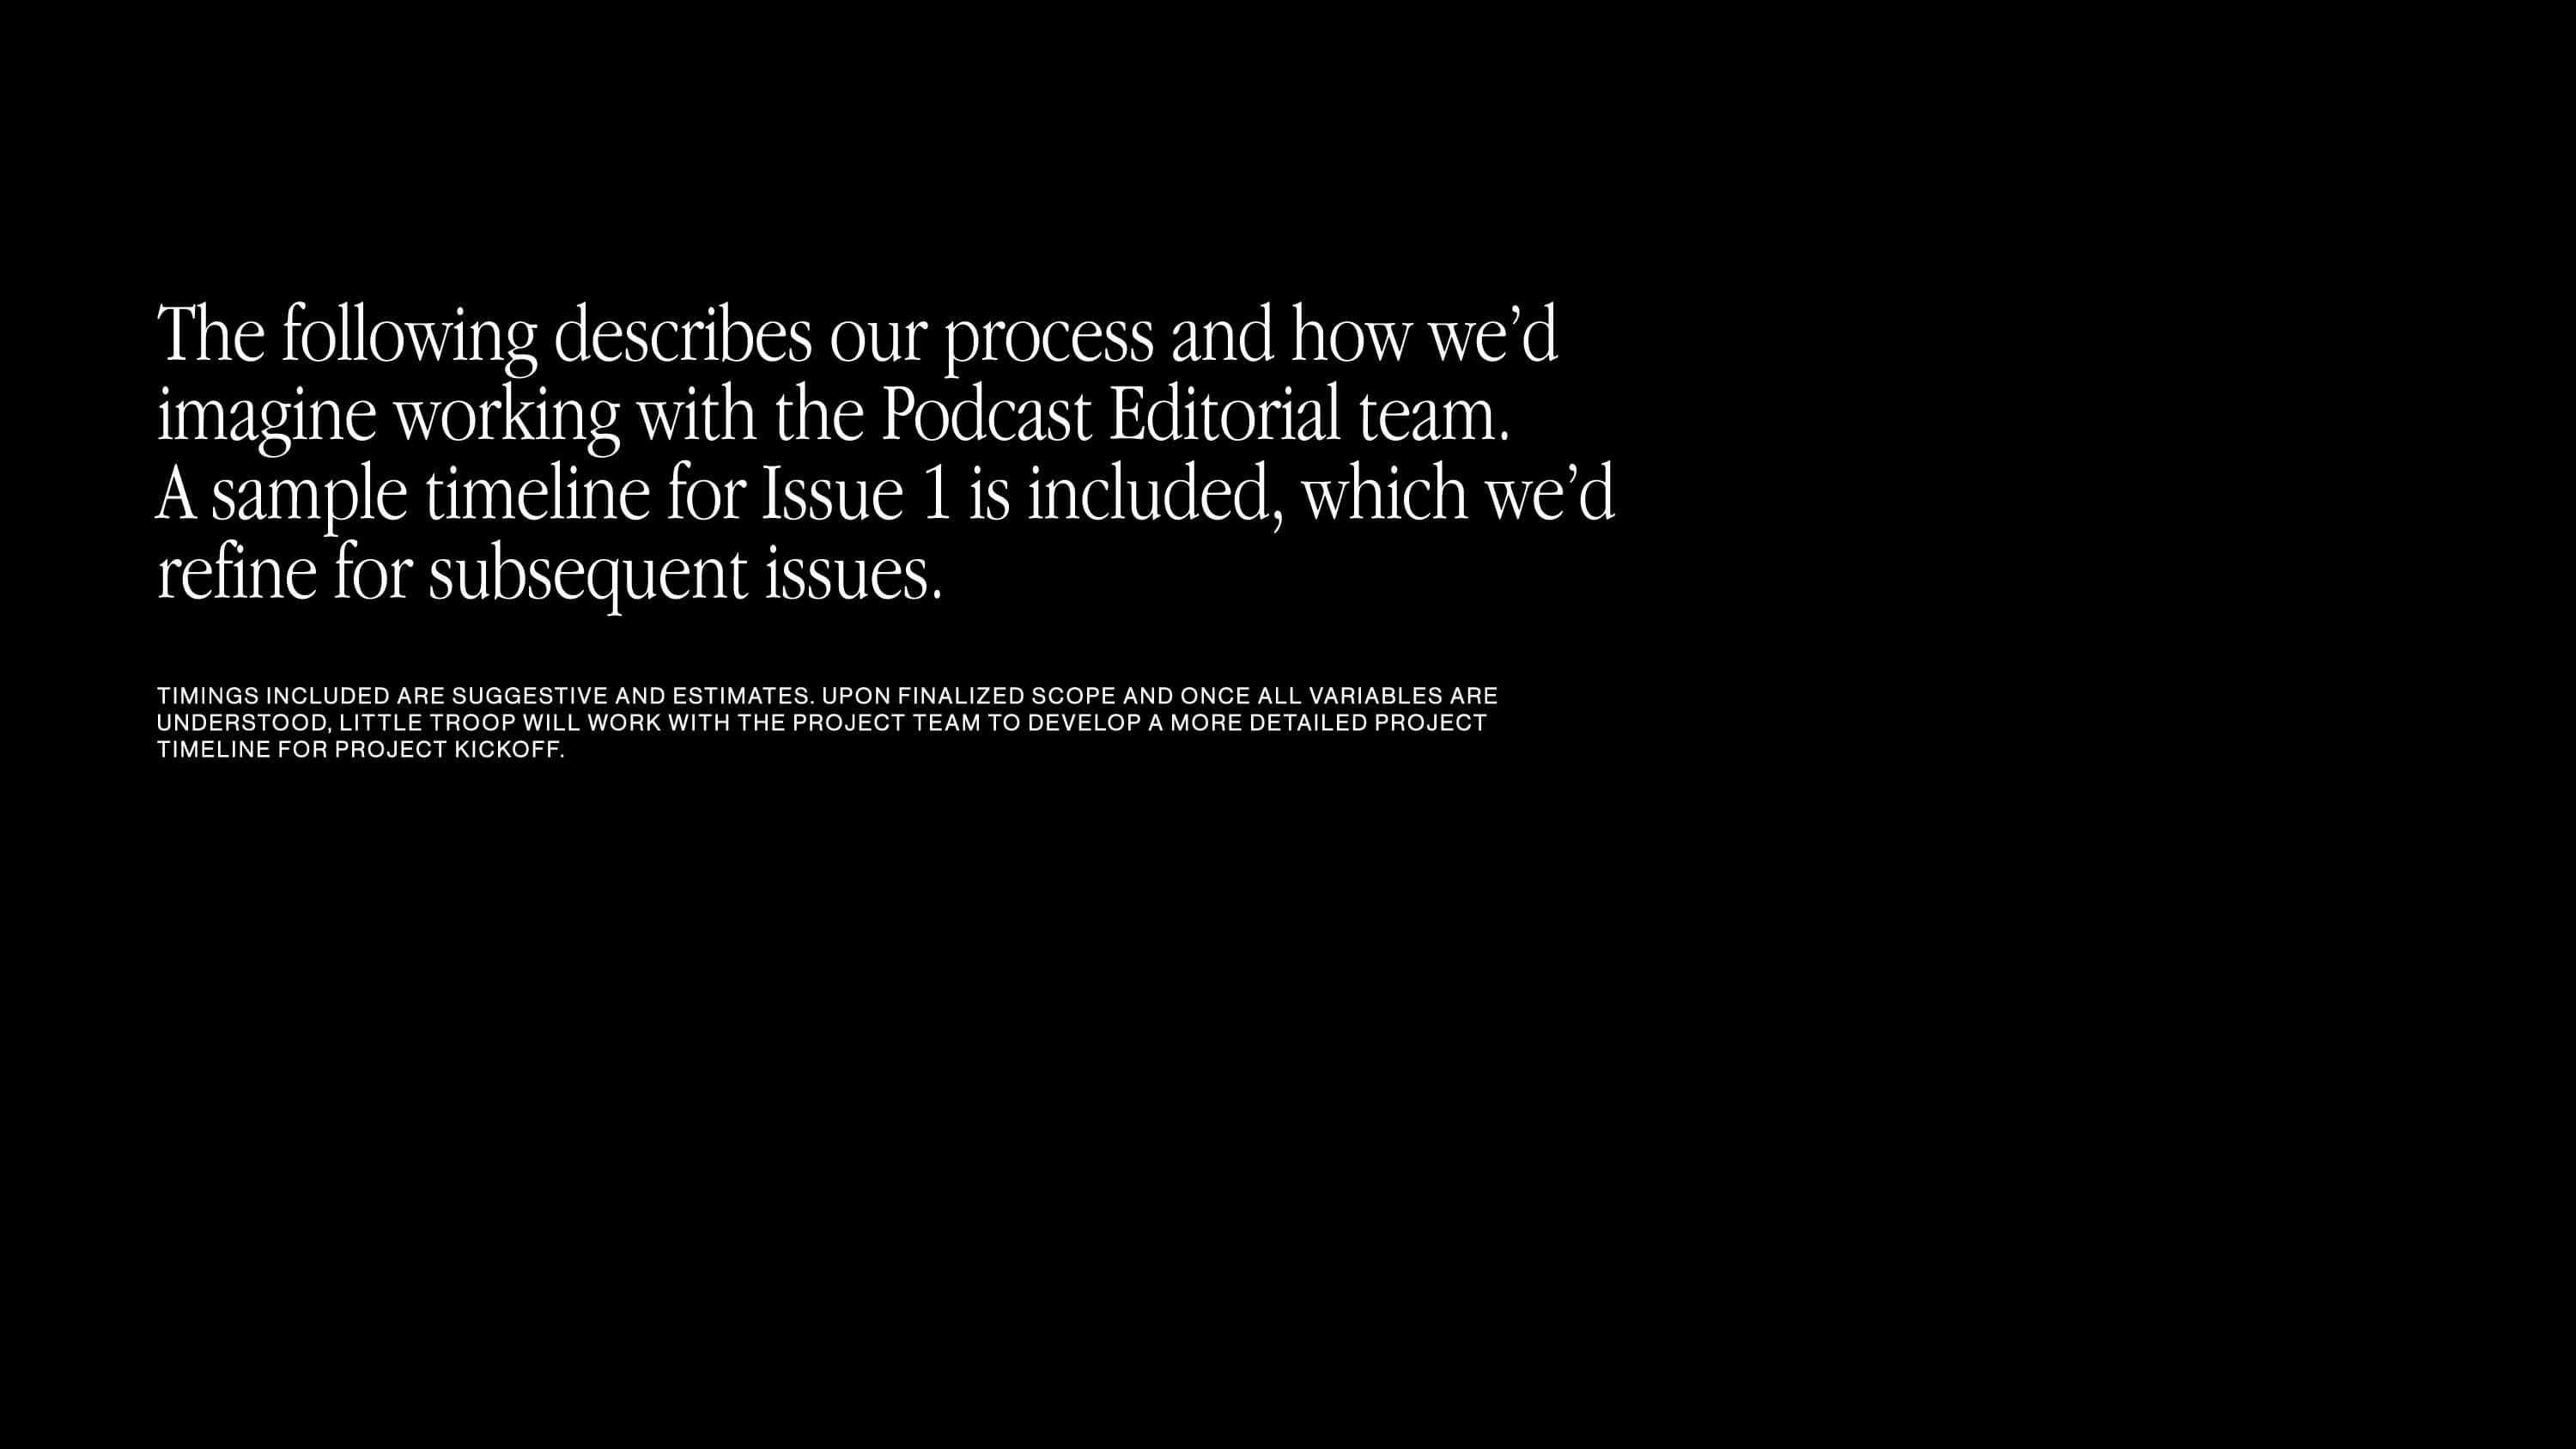 The following describes our process and how we’d
imagine working with the Podcast Editorial team.
A sample timeline for Issue 1 is included, which we’d
refine for subsequent issues.
TIMINGS INCLUDED ARE SUGGESTIVE AND ESTIMATES. UPON FINALIZED SCOPE AND ONCE ALL VARIABLES ARE
UNDERSTOOD, LITTLE TROOP WILL WORK WITH THE PROJECT TEAM TO DEVELOP A MORE DETAILED PROJECT
TIMELINE FOR PROJECT KICKOFF.